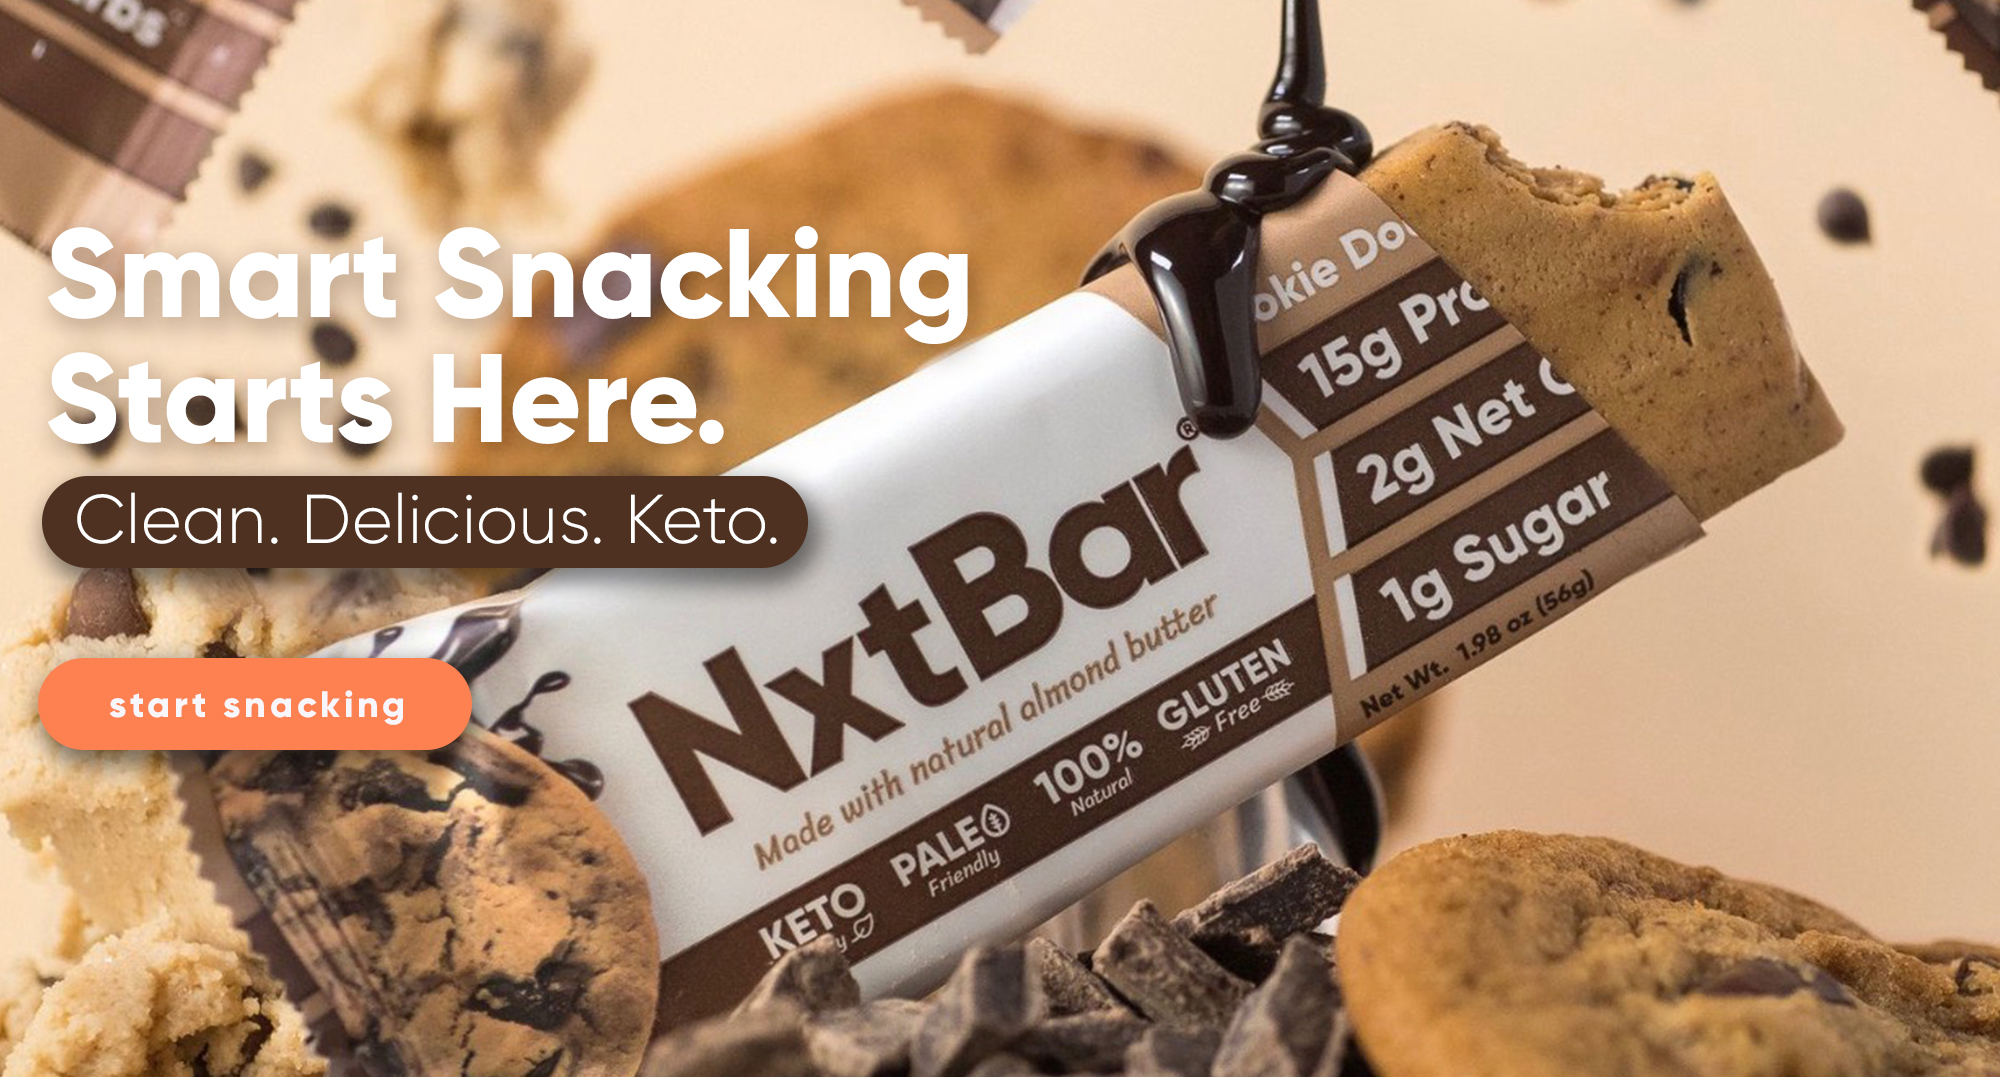 Smart Snacking
Starts Here.
Clean. Delicious. Keto.
start snacking
15g
2g Net
1g Sugar
Net Wt. 1.98 oz (56g)
NxtBar®
Made with natural almond butter
KETO
PALEO
Friendly
100%
Natural
GLUTEN
Free